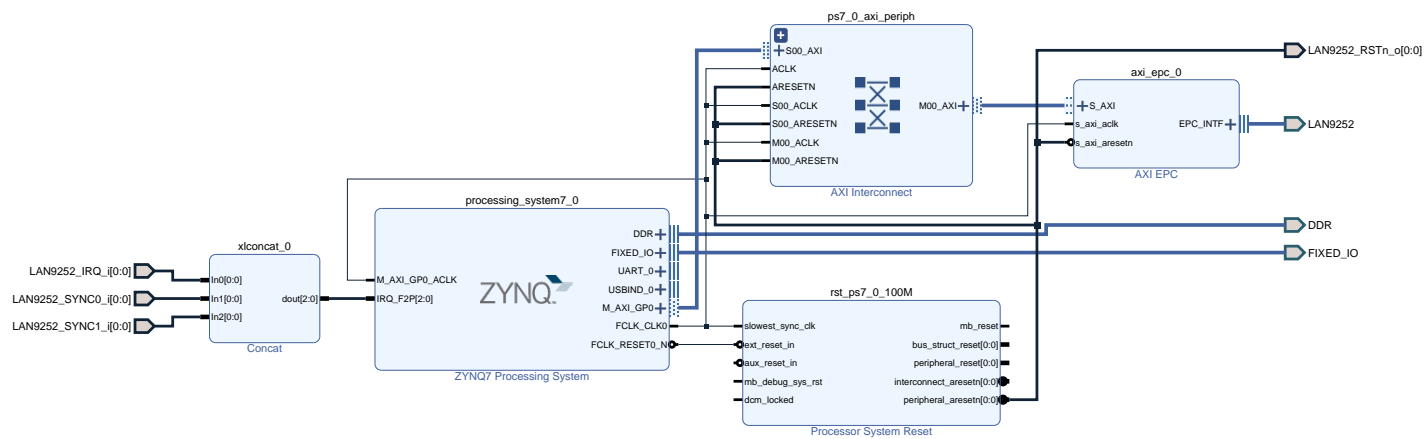 ps7_0_axi_periph
S00_AXI
ACLK
ARESETN
S00_ACLK
S00_ARESETN
M00_ACLK
M00_ARESETN
M00_AXI
AXI Interconnect
LAN9252_RSTn_o[0:0]
axi_epc_0
S_AXI
s_axi_aclk
s_axi_aresetn
EPC_INTF
AXI EPC
LAN9252
processing_system7_0
M_AXI_GP0_ACLK
IRQ_F2P[2:0]
ZYNQ
DDR
FIXED_IO
UART_0
USBIND_0
M_AXI_GP0
FCLK_CLK0
FCLK_RESET0_N
ZYNQ7 Processing System
DDR
FIXED_IO
xlconcat_0
LAN9252_IRQ_i[0:0]
LAN9252_SYNC0_i[0:0]
LAN9252_SYNC1_i[0:0]
In0[0:0]
In1[0:0]
In2[0:0]
dout[2:0]
Concat
rst_ps7_0_100M
slowest_sync_clk
ext_reset_in
aux_reset_in
mb_debug_sys_rst
dcm_locked
mb_reset
bus_struct_reset[0:0]
peripheral_reset[0:0]
interconnect_aresetn[0:0]
peripheral_aresetn[0:0]
Processor System Reset